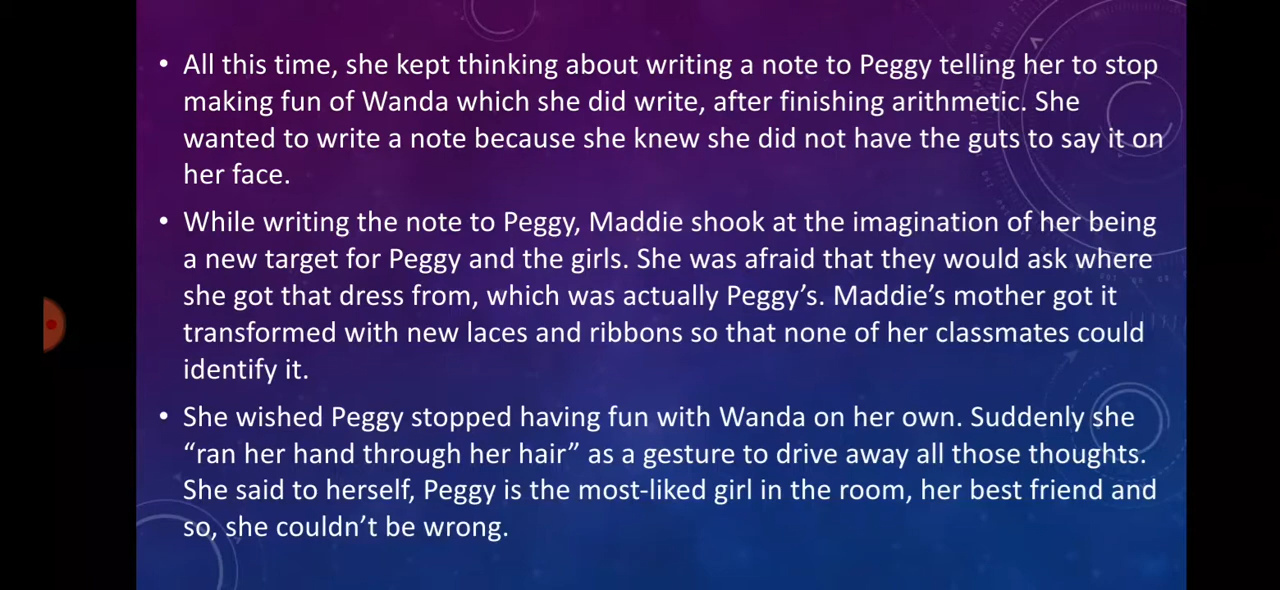 • All this time, she kept thinking about writing a note to Peggy telling her to stop
making fun of Wanda which she did write, after finishing arithmetic. She
wanted to write a note because she knew she did not have the guts to say it on
her face.
• While writing the note to Peggy, Maddie shook at the imagination of her being
a new target for Peggy and the girls. She was afraid that they would ask where
she got that dress from, which was actually Peggy’s. Maddie’s mother got it
transformed with new laces and ribbons so that none of her classmates could
identify it.
• She wished Peggy stopped having fun with Wanda on her own. Suddenly she
“ran her hand through her hair” as a gesture to drive away all those thoughts.
She said to herself, Peggy is the most-liked girl in the room, her best friend and
so, she couldn’t be wrong.